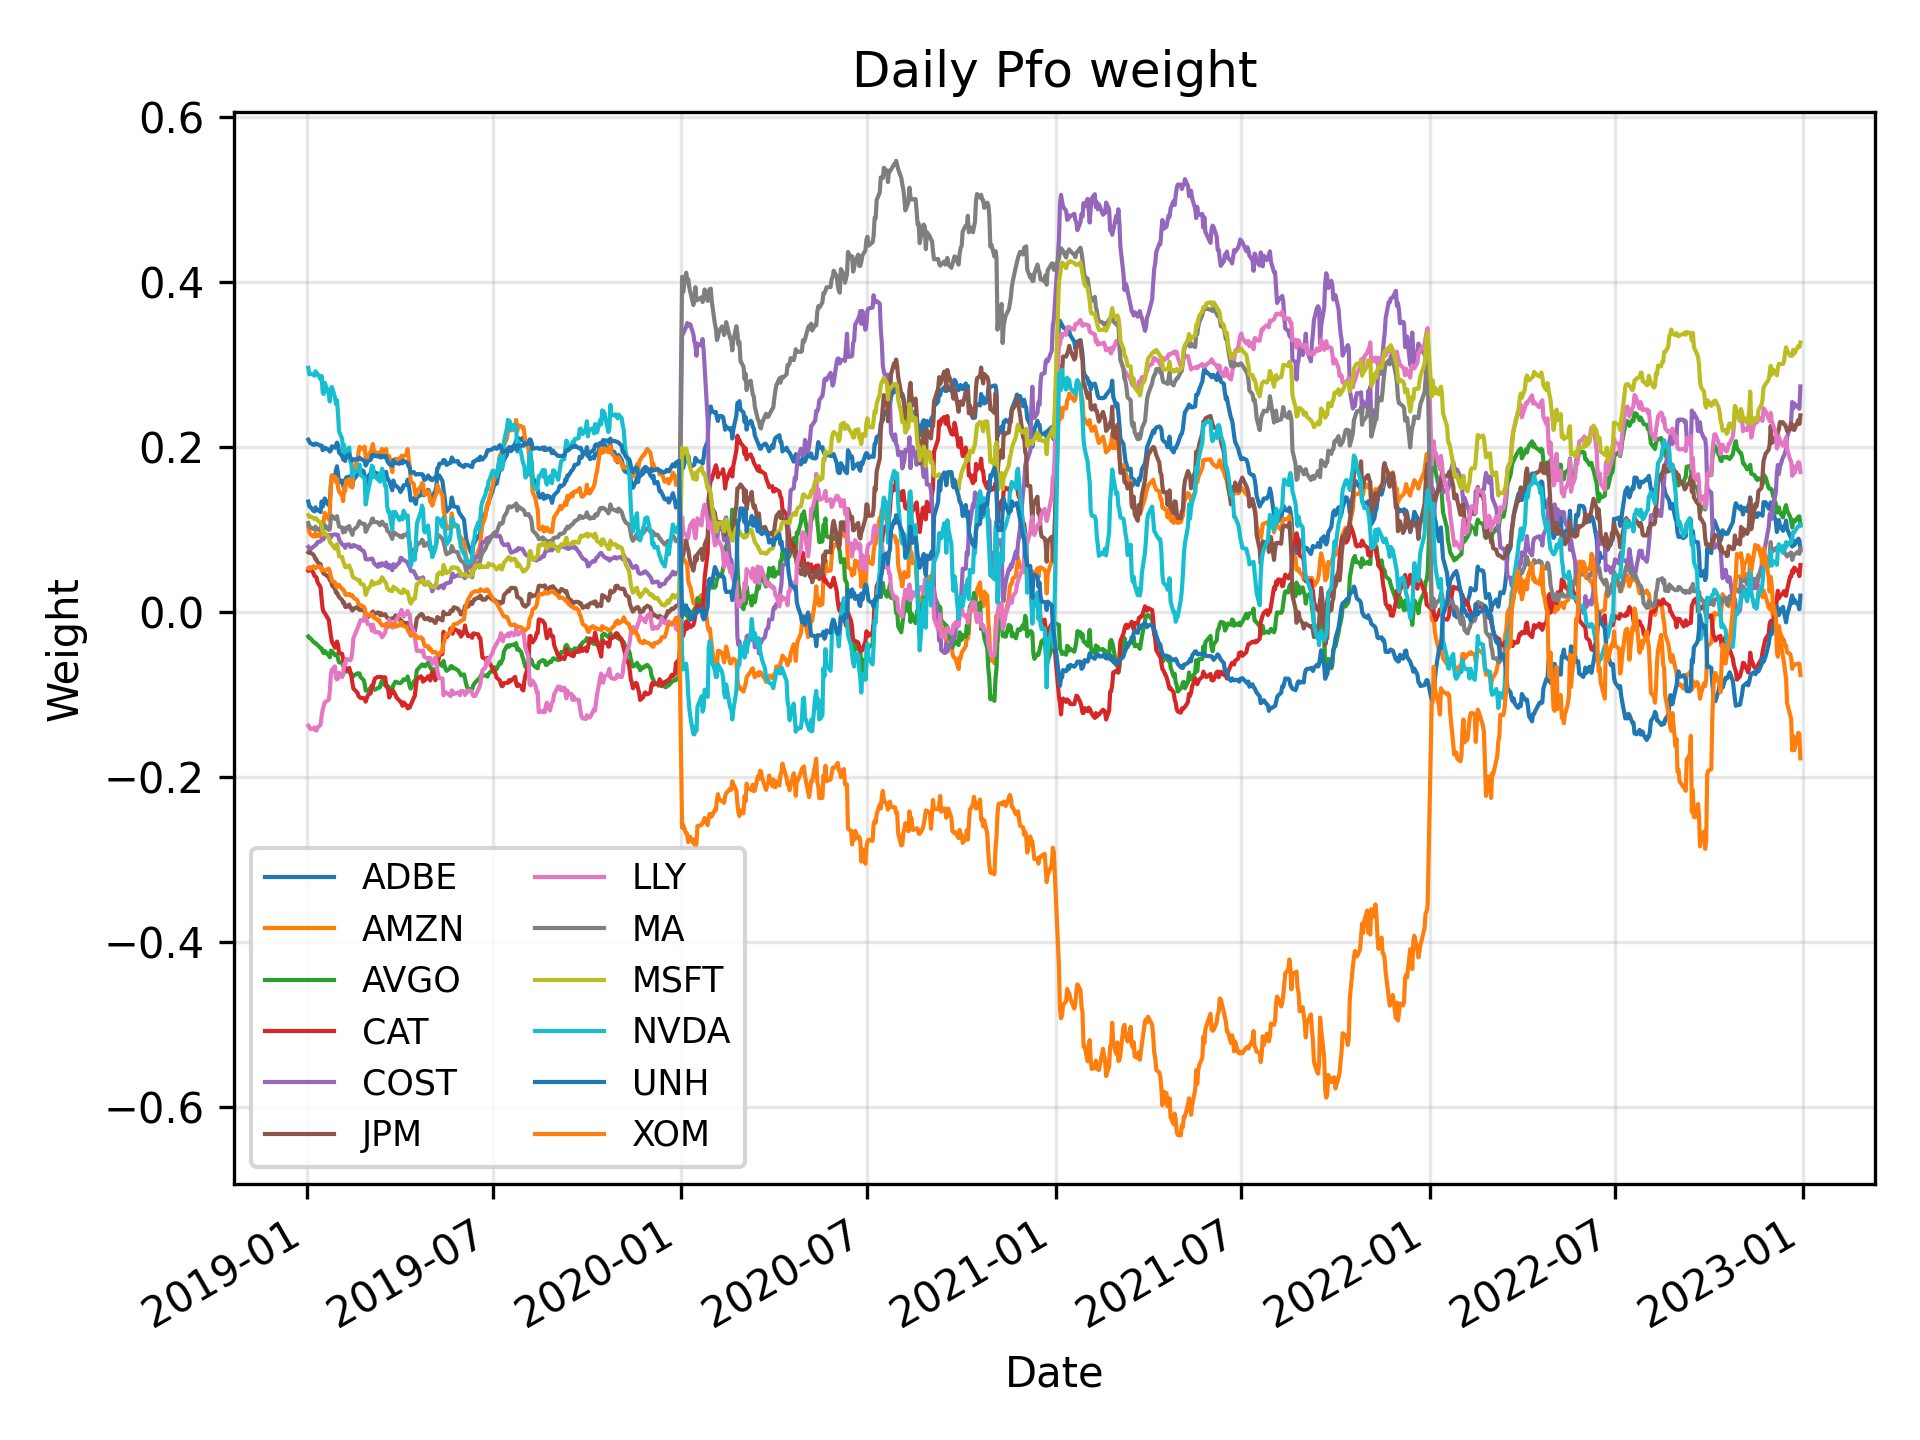 Daily Pfo weight
0.6
0.4
0.2
0.0
−0.2
−0.4
−0.6
Weight
ADBE
AMZN
AVGO
CAT
COST
JPM
LLY
MA
MSFT
NVDA
UNH
XOM
2019-01
2019-07
2020-01
2020-07
2021-01
2021-07
2022-01
2022-07
2023-01
Date